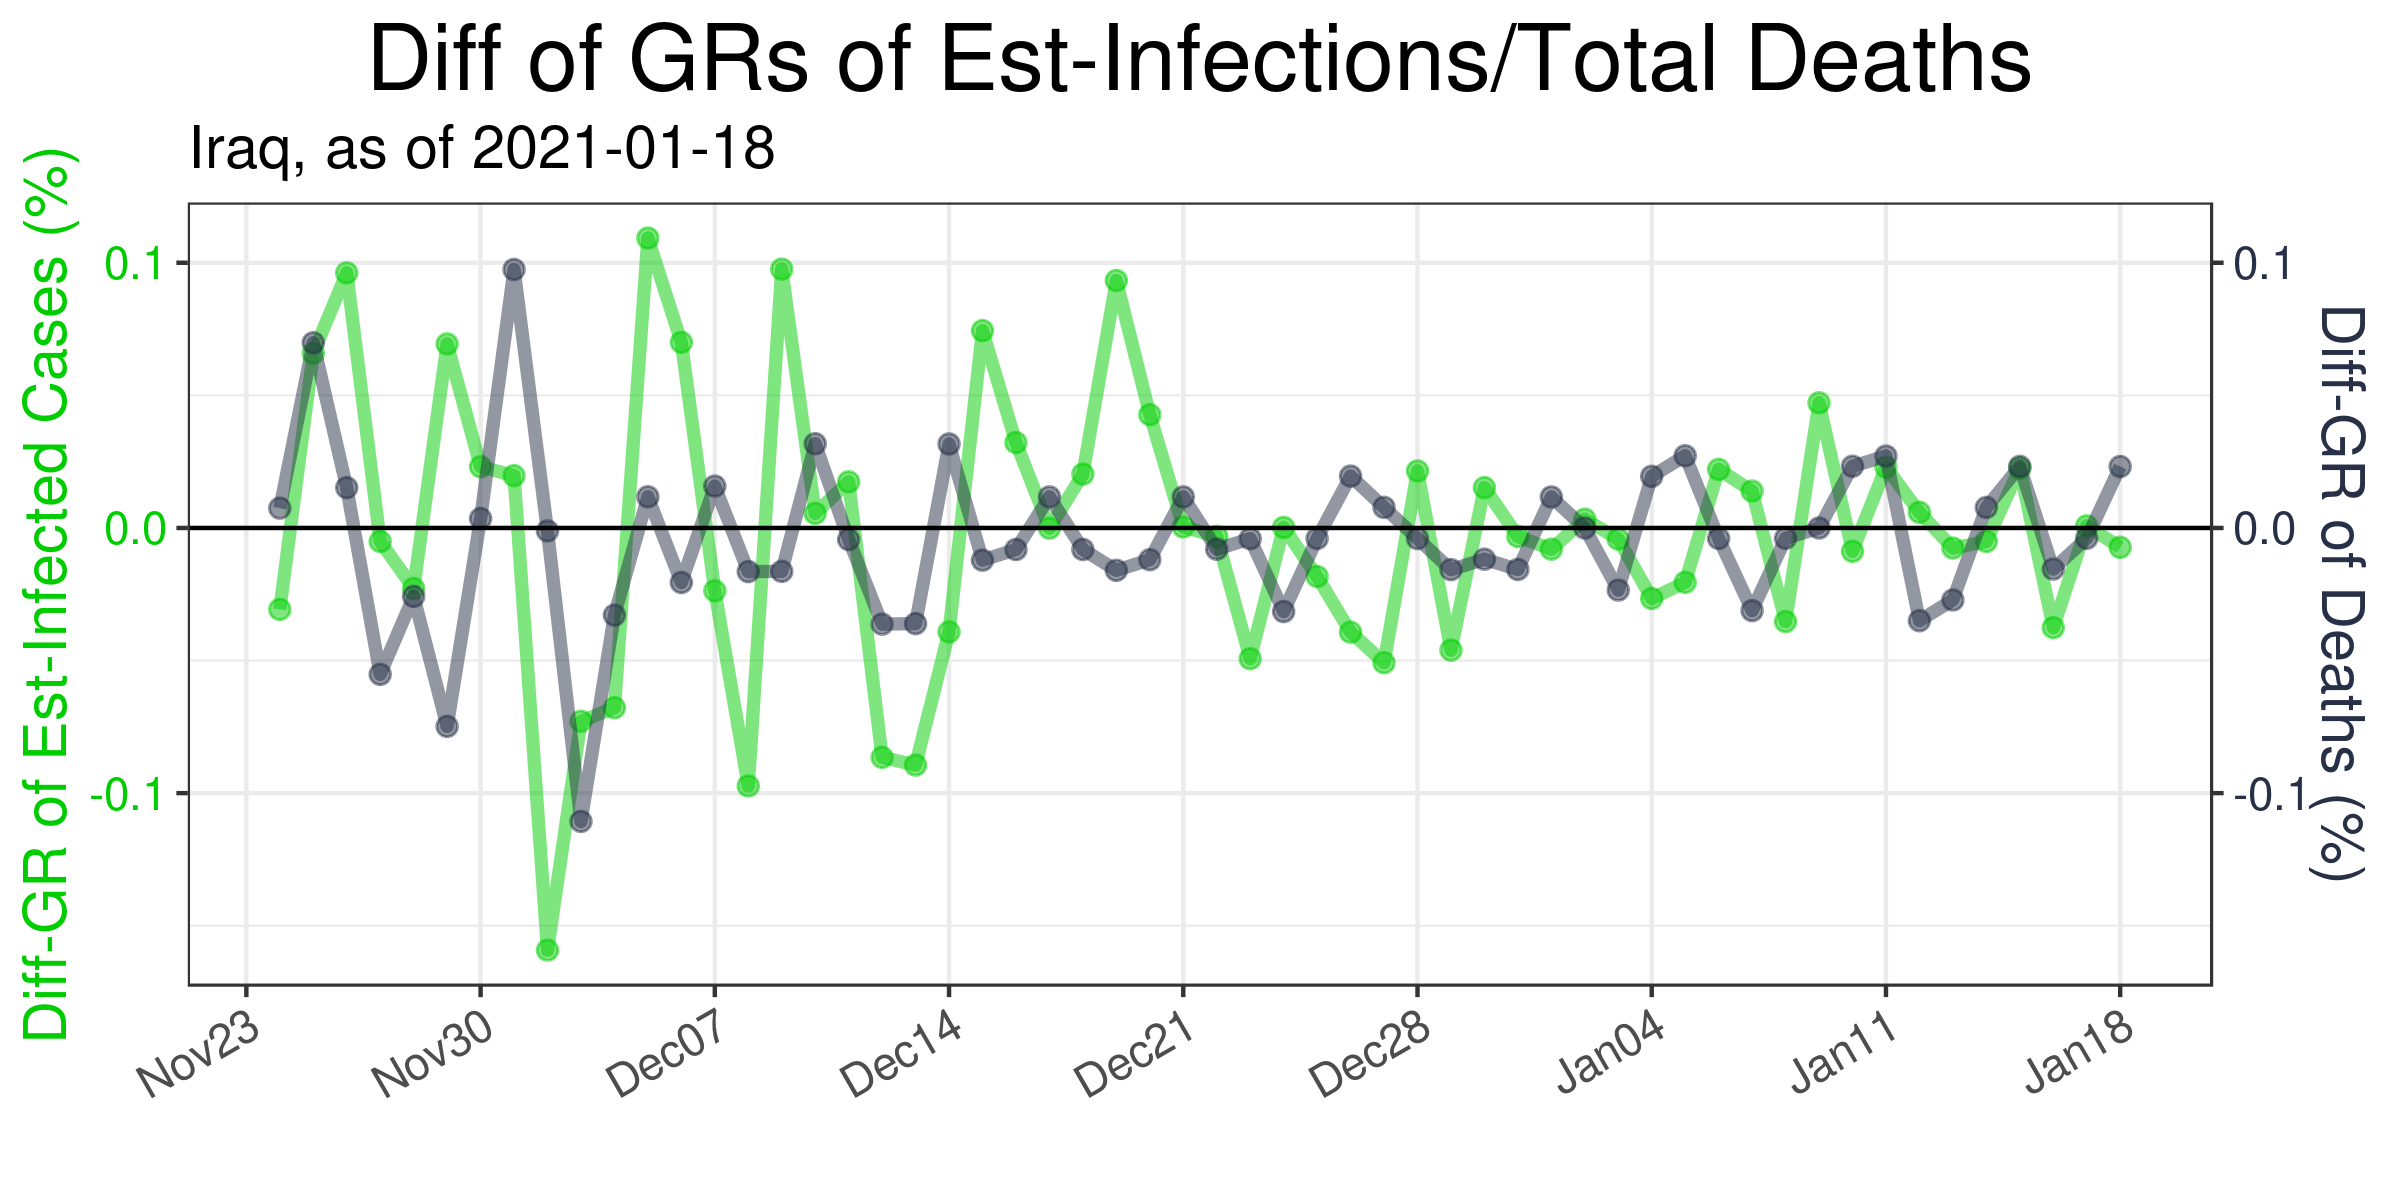 Diff of GRs of Est-Infections/Total Deaths
Iraq, as of 2021-01-18
Diff-GR of Est-Infected Cases (%)
0.1
0.0
-0.1
0.1
0.0
-0.1
Diff-GR of Deaths (%)
Nov23
Nov30
Dec07
Dec14
Dec21
Dec28
Jan04
Jan11
Jan18